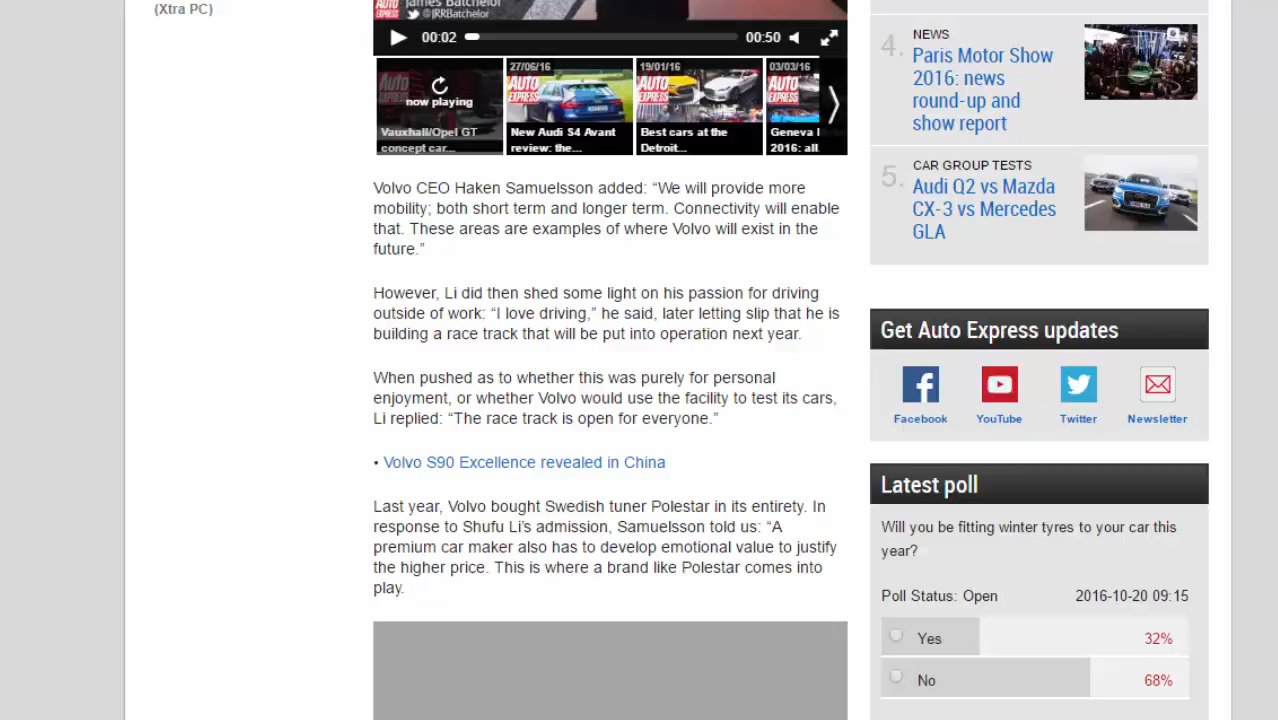 (Xtra PC)
James Batchelor
@JRRBatchelor
AUTO EXPRESS
00:02
00:50
now playing
Vauxhall/Opel GT
concept car...
27/06/16
AUTO EXPRESS
New Audi S4 Avant
review: the...
19/01/16
AUTO EXPRESS
Best cars at the
Detroit...
03/03/16
AUTO EXPRESS
Geneva
2016: all
Volvo CEO Haken Samuelsson added: “We will provide more
mobility; both short term and longer term. Connectivity will enable
that. These areas are examples of where Volvo will exist in the
future.”
However, Li did then shed some light on his passion for driving
outside of work: “I love driving,” he said, later letting slip that he is
building a race track that will be put into operation next year.
When pushed as to whether this was purely for personal
enjoyment, or whether Volvo would use the facility to test its cars,
Li replied: “The race track is open for everyone.”
• Volvo S90 Excellence revealed in China
Last year, Volvo bought Swedish tuner Polestar in its entirety. In
response to Shufu Li’s admission, Samuelsson told us: “A
premium car maker also has to develop emotional value to justify
the higher price. This is where a brand like Polestar comes into
play.
4.
NEWS
Paris Motor Show
2016: news
round-up and
show report
5.
CAR GROUP TESTS
Audi Q2 vs Mazda
CX-3 vs Mercedes
GLA
Get Auto Express updates
Facebook
YouTube
Twitter
Newsletter
Latest poll
Will you be fitting winter tyres to your car this
year?
Poll Status: Open
2016-10-20 09:15
Yes
32%
No
68%